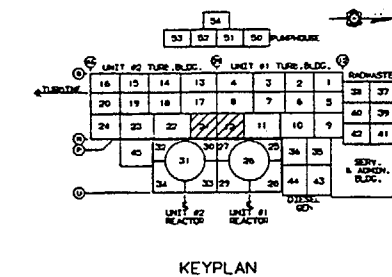 54
53 52 51 50 PUMPHOUSE
UNIT #2 TURB.BLDG. UNIT #1 TURB.BLDG.
16 15 14 13 4 3 2 1 RADWASTE
38 37
20 19 18 17 8 7 6 5
40 39
24 23 22 11 10 9
42 41
45 32 30 27 25 36 35
31 26
SERV.
& ADMIN.
BLDG.
34 33 29 28 44 43
DIESEL
GEN
UNIT #2
REACTOR
UNIT #1
REACTOR
KEYPLAN